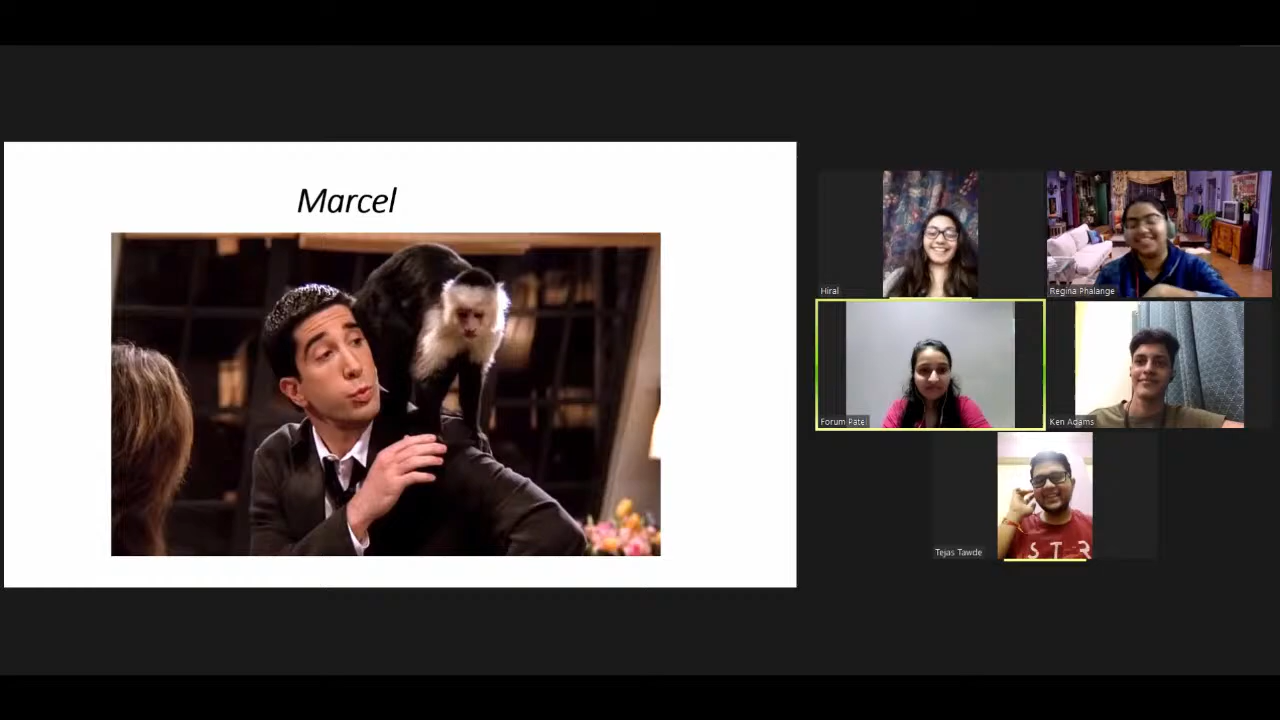 Marcel
Hiral
Regina Phalange
Forum Patel
Ken Adams
Tejas Tawde
S T R